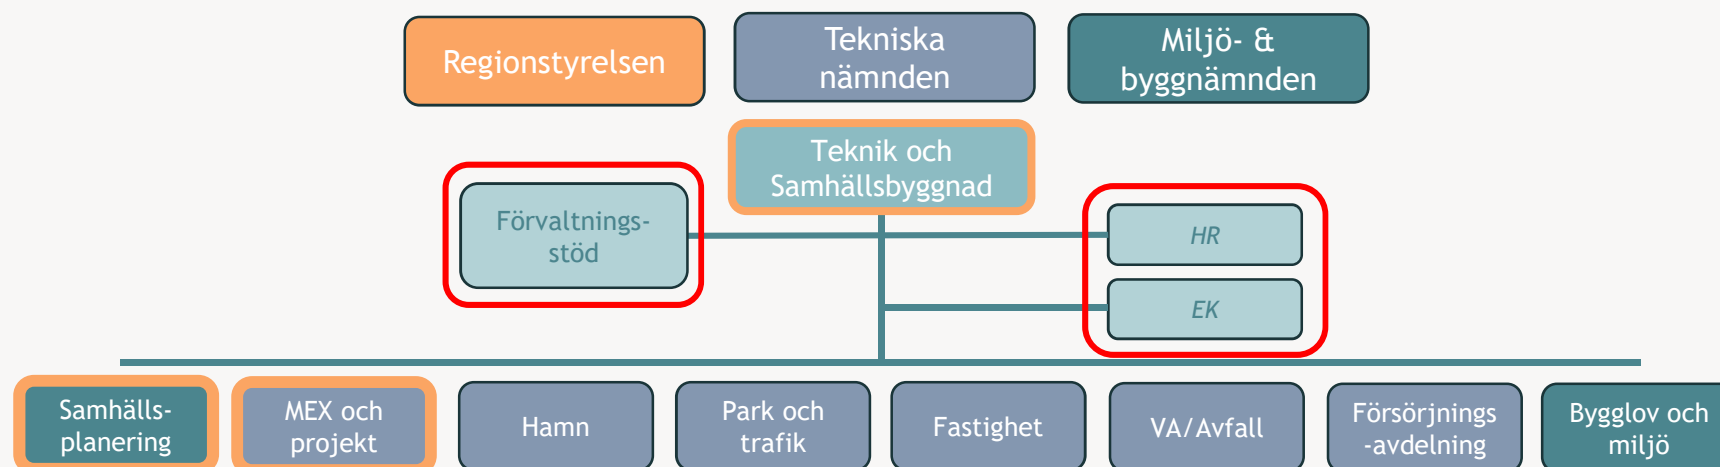 Regionstyrelsen
Tekniska
nämnden
Miljö- &
byggnämnden
Teknik och
Samhällsbyggnad
Förvaltnings-
stöd
HR
EK
Samhälls-
planering
MEX och
projekt
Hamn
Park och
trafik
Fastighet
VA/Avfall
Försörjnings
-avdelning
Bygglov och
miljö